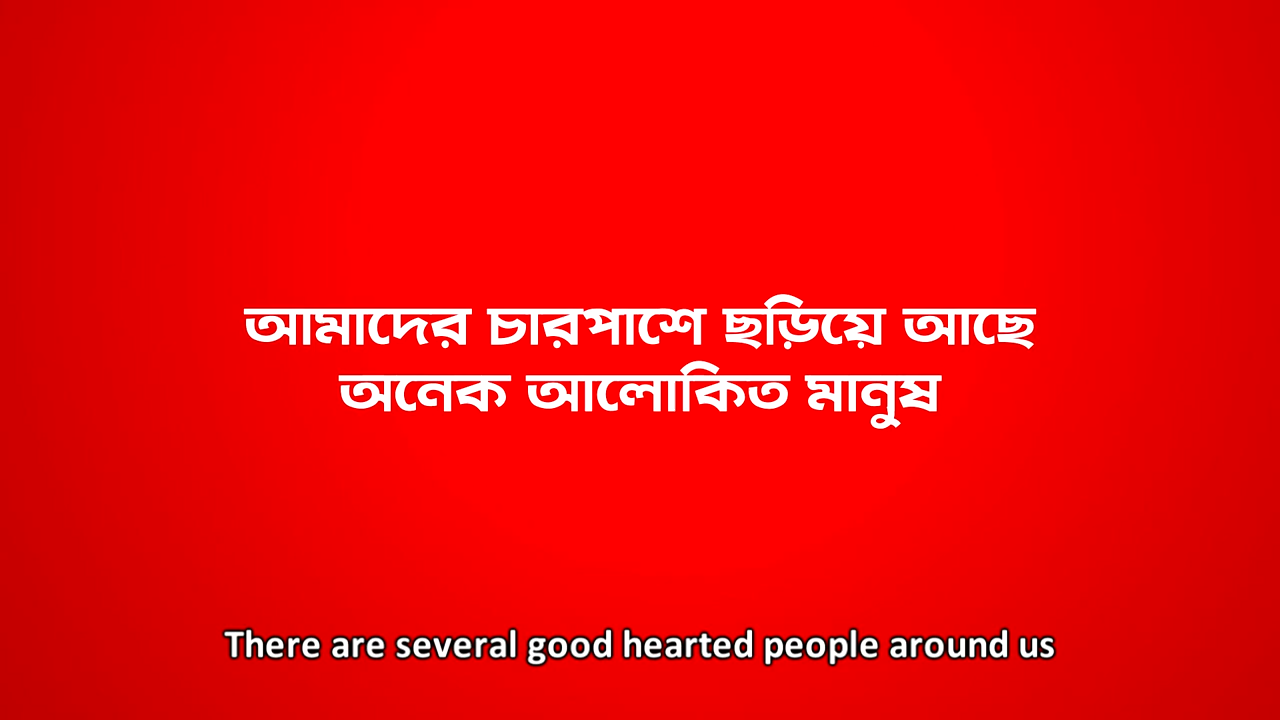 আমাদের চারপাশে ছড়িয়ে আছে
অনেক আলোকিত মানুষ
There are several good hearted people around us